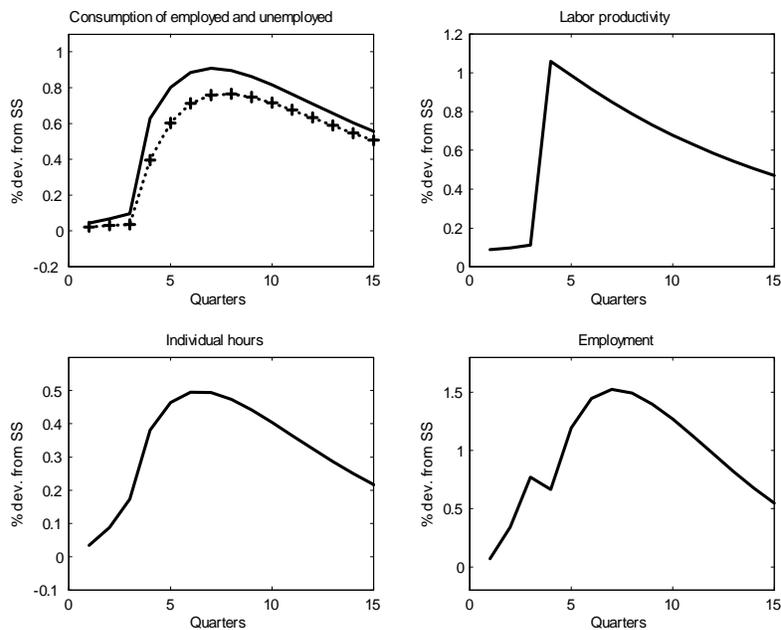 Consumption of employed and unemployed
1
0.8
0.6
0.4
0.2
0
-0.2
% dev. from SS
0 5 10 15
Quarters
Labor productivity
1.2
1
0.8
0.6
0.4
0.2
0
% dev. from SS
0 5 10 15
Quarters
Individual hours
0.5
0.4
0.3
0.2
0.1
0
-0.1
% dev. from SS
0 5 10 15
Quarters
Employment
1.5
1
0.5
0
% dev. from SS
0 5 10 15
Quarters